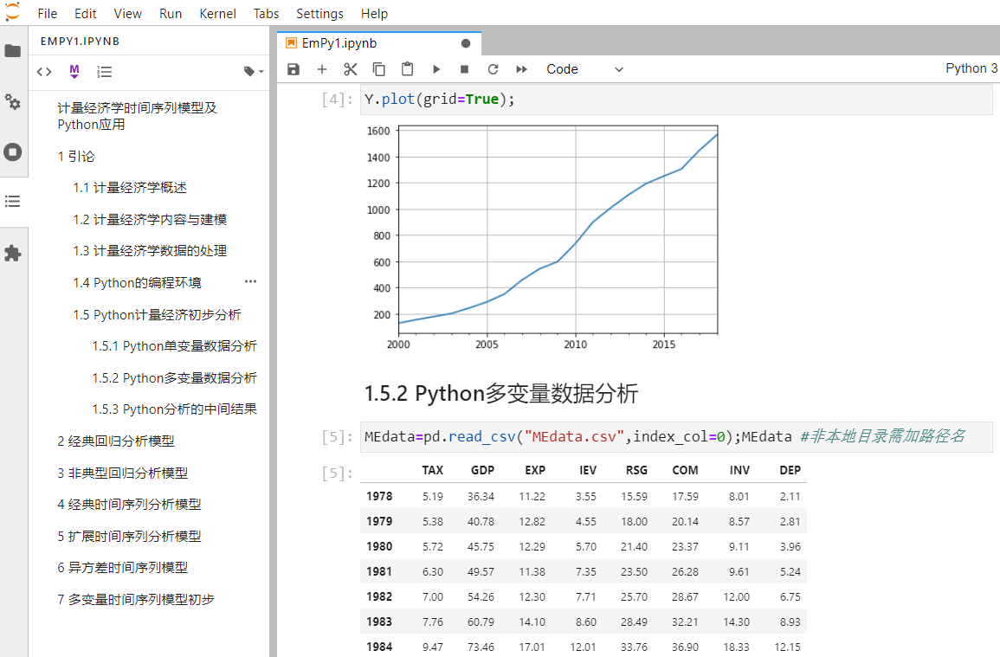 File Edit View Run Kernel Tabs Settings Help
EMPY1.IPYNB
M
计量经济学时间序列模型及
Python应用
1 引论
1.1 计量经济学概述
1.2 计量经济学内容与建模
1.3 计量经济学数据的处理
1.4 Python的编程环境
1.5 Python计量经济初步分析
1.5.1 Python单变量数据分析
1.5.2 Python多变量数据分析
1.5.3 Python分析的中间结果
2 经典回归分析模型
3 非典型回归分析模型
4 经典时间序列分析模型
5 扩展时间序列分析模型
6 异方差时间序列模型
7 多变量时间序列模型初步
EmPy1.ipynb
Code
Python 3
[4]: Y.plot(grid=True);
1600
1400
1200
1000
800
600
400
200
2000 2005 2010 2015
1.5.2 Python多变量数据分析
[5]: MEdata=pd.read_csv("MEdata.csv",index_col=0);MEdata #非本地目录需加路径名
[5]: TAX GDP EXP IEV RSG COM INV DEP
1978 5.19 36.34 11.22 3.55 15.59 17.59 8.01 2.11
1979 5.38 40.78 12.82 4.55 18.00 20.14 8.57 2.81
1980 5.72 45.75 12.29 5.70 21.40 23.37 9.11 3.96
1981 6.30 49.57 11.38 7.35 23.50 26.28 9.61 5.24
1982 7.00 54.26 12.30 7.71 25.70 28.67 12.00 6.75
1983 7.76 60.79 14.10 8.60 28.49 32.21 14.30 8.93
1984 9.47 73.46 17.01 12.01 33.76 36.90 18.33 12.15